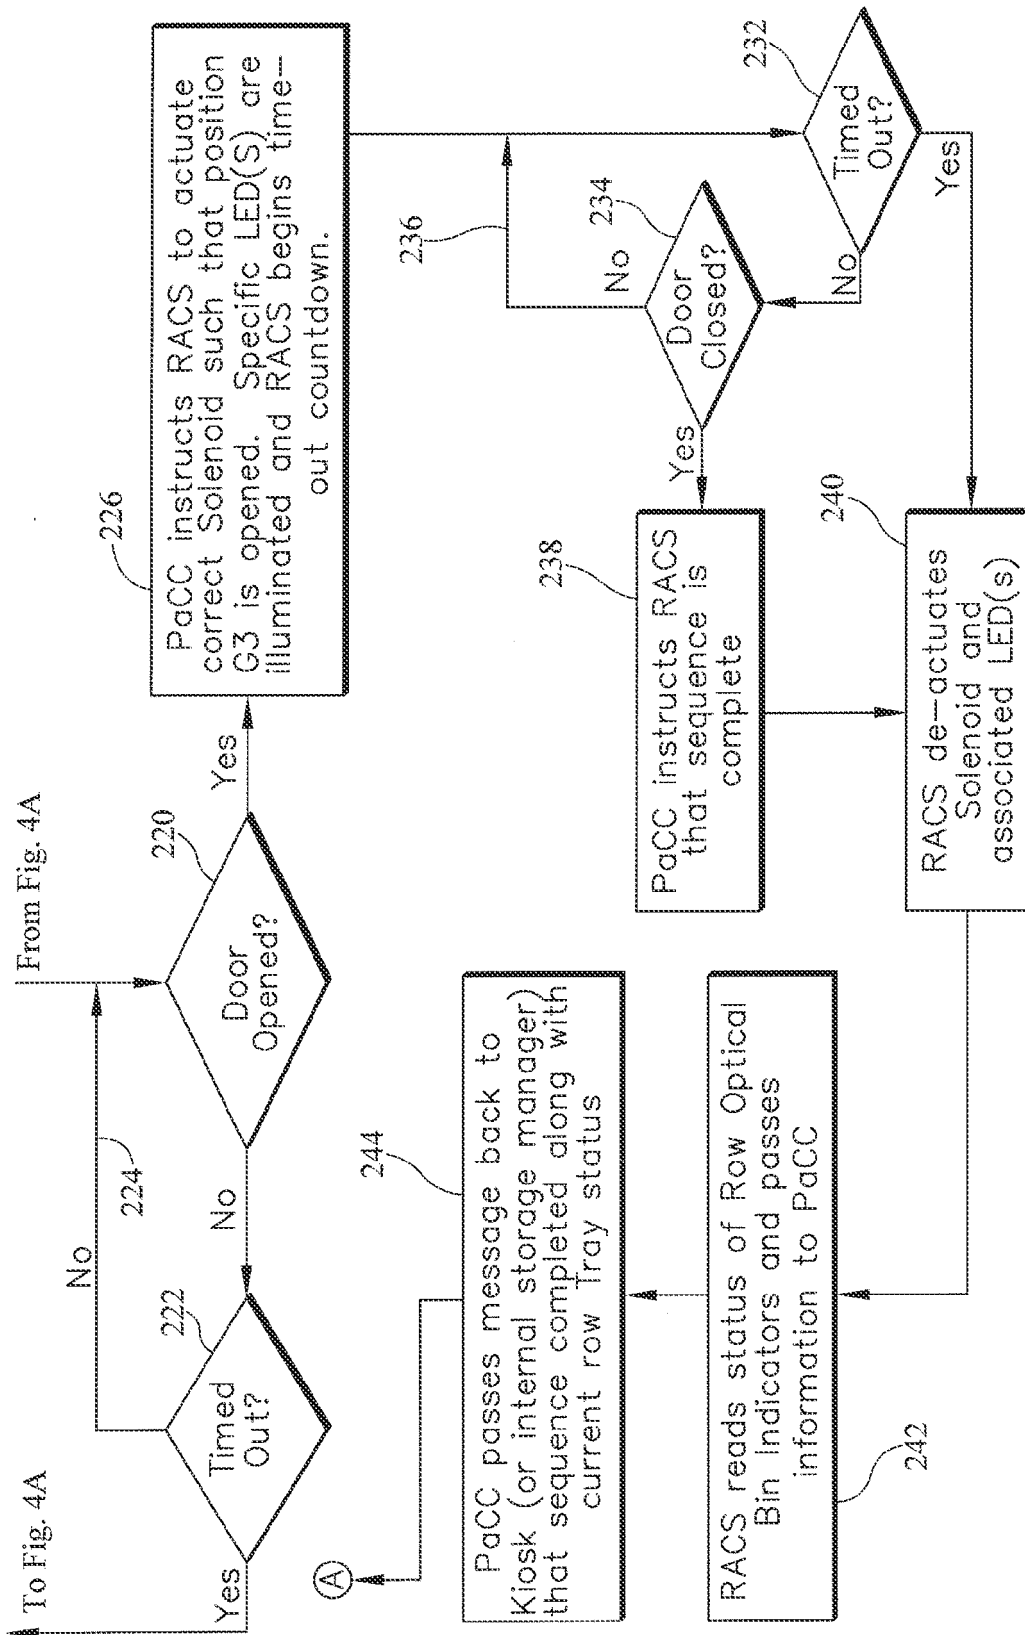 To Fig. 4A
From Fig. 4A
224
No
222
Timed
Out?
Yes
No
220
Door
Opened?
Yes
226
PaCC instructs RACS to actuate
correct Solenoid such that position
G3 is opened. Specific LED(S) are
illuminated and RACS begins time-
out countdown.
236
No
234
Door
Closed?
Yes
No
232
Timed
Out?
Yes
238
PaCC instructs RACS
that sequence is
complete
240
RACS de-actuates
Solenoid and
associated LED(s)
244
PaCC passes message back to
Kiosk (or internal storage manager)
that sequence completed along with
current row Tray status
A
RACS reads status of Row Optical
Bin Indicators and passes
information to PaCC
242